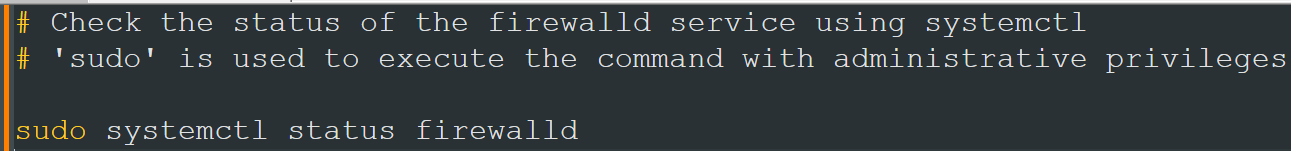 # Check the status of the firewalld service using systemctl
# 'sudo' is used to execute the command with administrative privileges
sudo systemctl status firewalld